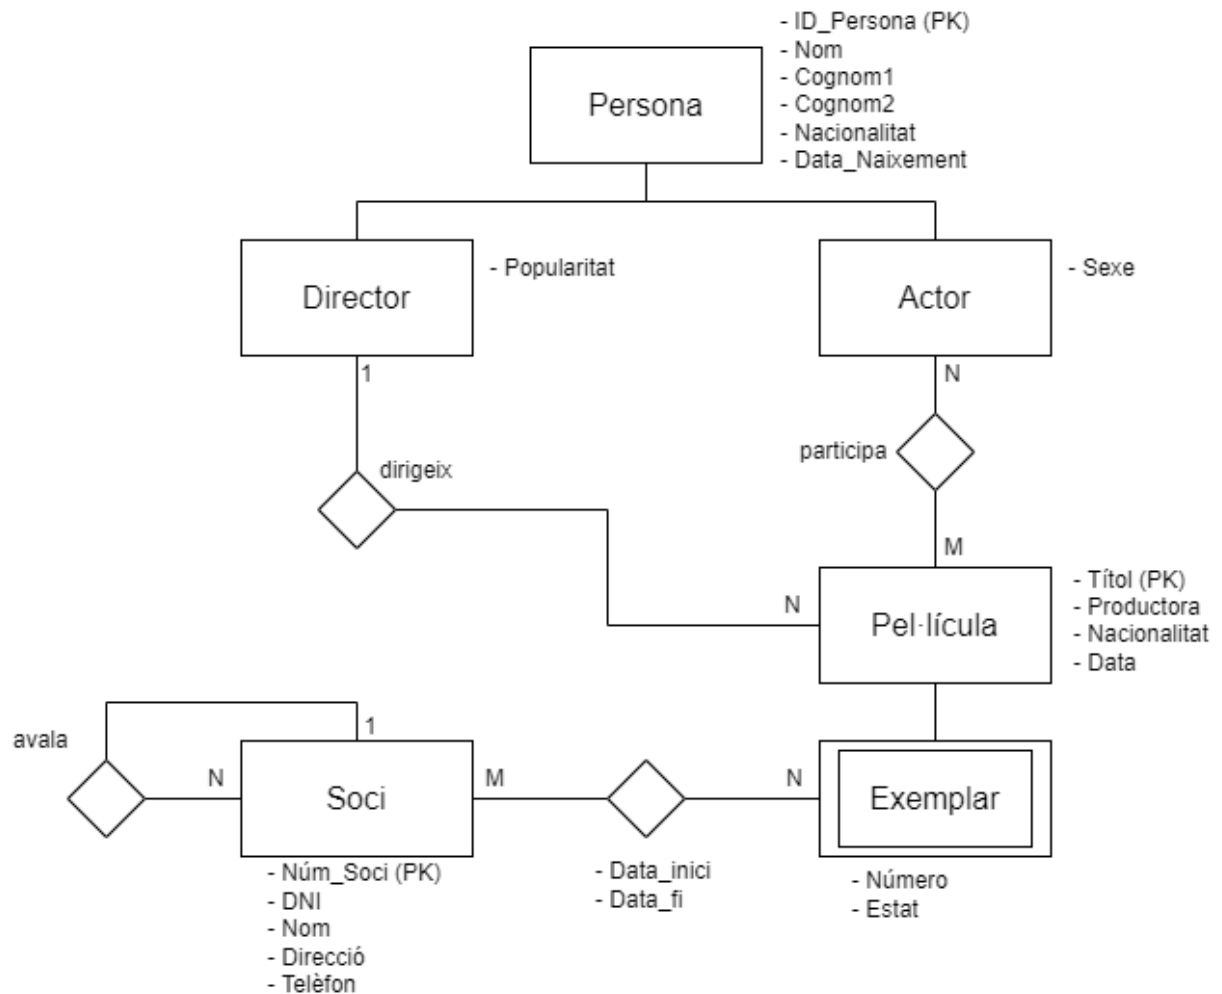 Persona
- ID_Persona (PK)
- Nom
- Cognom1
- Cognom2
- Nacionalitat
- Data_Naixement
Director
- Popularitat
Actor
- Sexe
1
N
dirigeix
participa
M
N
Pel·lícula
- Títol (PK)
- Productora
- Nacionalitat
- Data
avala
1
N
Soci
M
N
Exemplar
- Núm_Soci (PK)
- DNI
- Nom
- Direcció
- Telèfon
- Data_inici
- Data_fi
- Número
- Estat